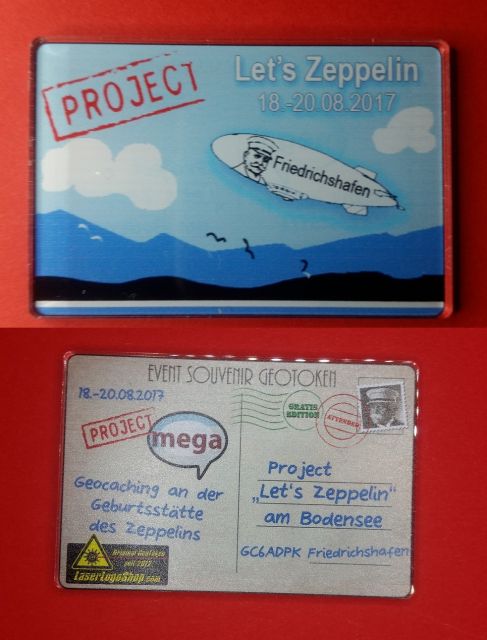 PROJECT
Let's Zeppelin
18.-20.08.2017
Friedrichshafen
EVENT SOUVENIR GEOTOKEN
18.-20.08.2017
GRATIS
EDITION
ATTENDED
PROJECT
mega
Geocaching an der
Geburtsstätte
des Zeppelins
Project
„Let's Zeppelin“
am Bodensee
GC6ADPK Friedrichshafen
LaserLogoShop.com